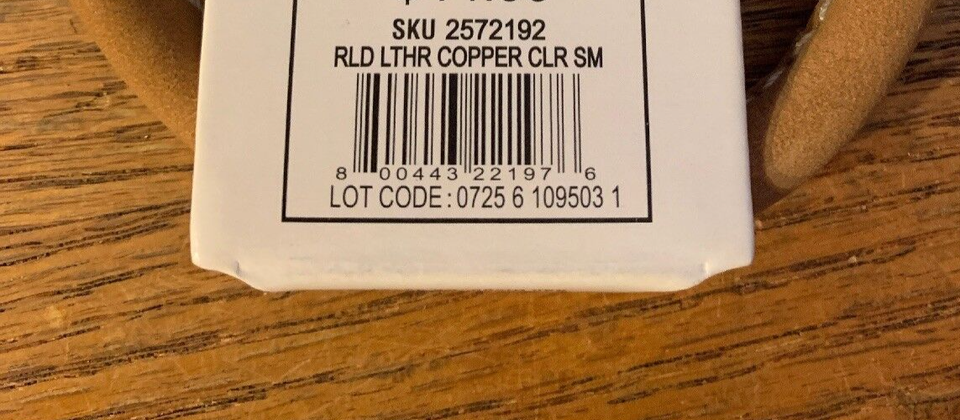 SKU 2572192
RLD LTHR COPPER CLR SM
8 00443 22197 6
LOT CODE: 0725 6 109503 1